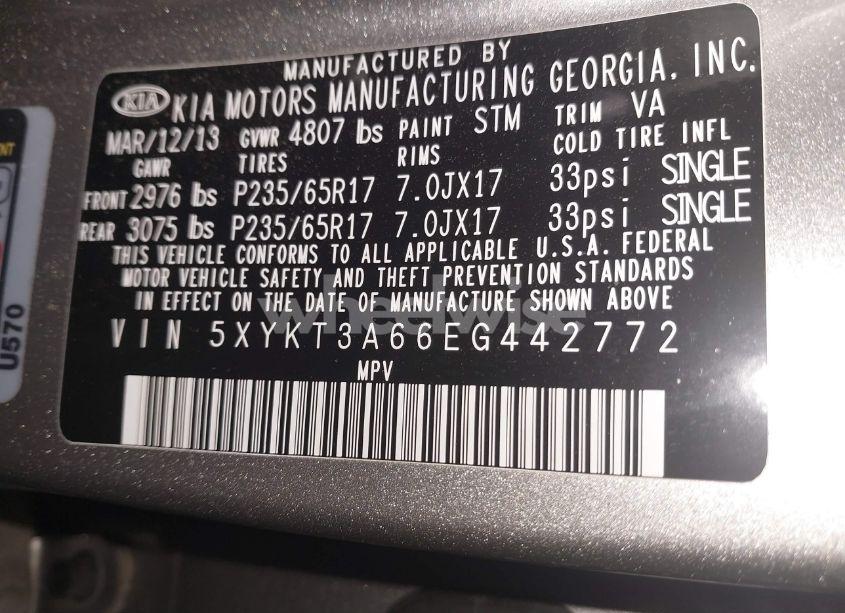 MANUFACTURED BY
KIA KIA MOTORS MANUFACTURING GEORGIA, INC.
MAR/12/13 GVWR 4807 lbs PAINT STM TRIM VA
GAWR TIRES RIMS COLD TIRE INFL
FRONT 2976 lbs P235/65R17 7.0JX17 33psi SINGLE
REAR 3075 lbs P235/65R17 7.0JX17 33psi SINGLE
THIS VEHICLE CONFORMS TO ALL APPLICABLE U.S.A. FEDERAL
MOTOR VEHICLE SAFETY AND THEFT PREVENTION STANDARDS
IN EFFECT ON THE DATE OF MANUFACTURE SHOWN ABOVE
wheelwise
VIN 5XYKT3A66EG442772
MPV
U570